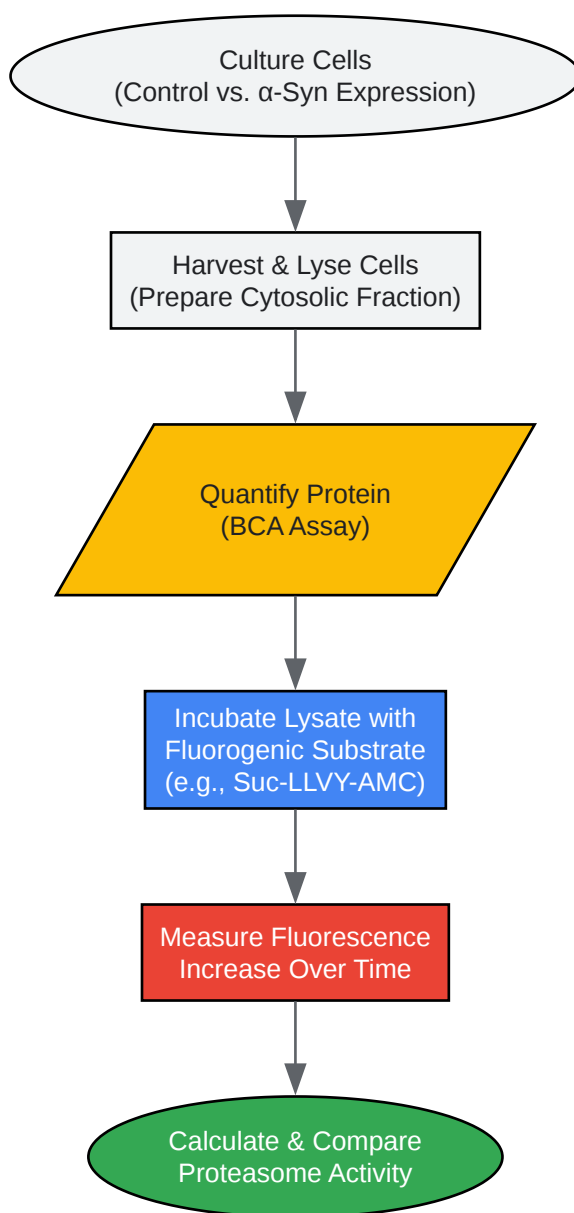 Culture Cells
(Control vs. α-Syn Expression)
Harvest & Lyse Cells
(Prepare Cytosolic Fraction)
Quantify Protein
(BCA Assay)
Incubate Lysate with
Fluorogenic Substrate
(e.g., Suc-LLVY-AMC)
Measure Fluorescence
Increase Over Time
Calculate & Compare
Proteasome Activity